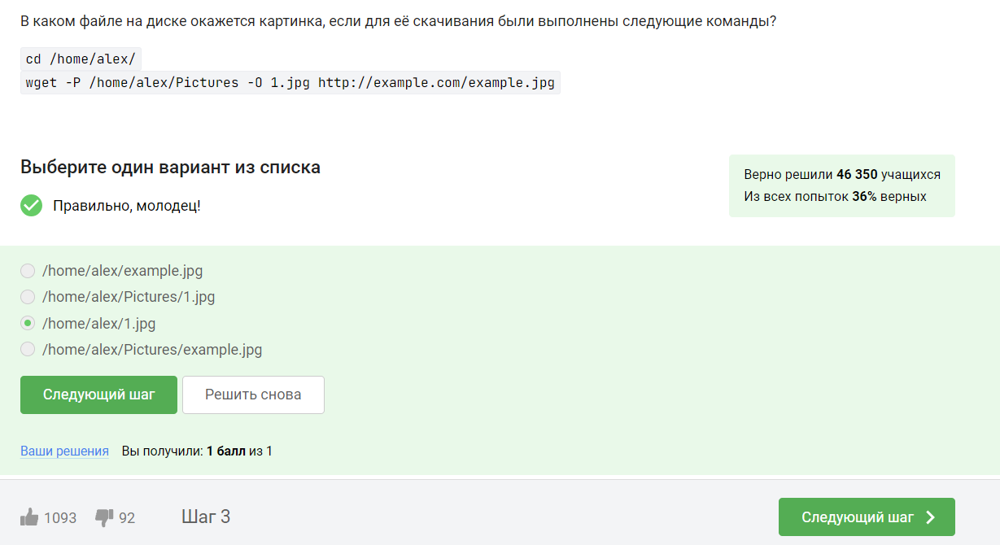 В каком файле на диске окажется картинка, если для её скачивания были выполнены следующие команды?
cd /home/alex/
wget -P /home/alex/Pictures -O 1.jpg http://example.com/example.jpg
Выберите один вариант из списка
Правильно, молодец!
Верно решили 46 350 учащихся
Из всех попыток 36% верных
/home/alex/example.jpg
/home/alex/Pictures/1.jpg
/home/alex/1.jpg
/home/alex/Pictures/example.jpg
Следующий шаг
Решить снова
Ваши решения Вы получили: 1 балл из 1
1093 92 Шаг 3
Следующий шаг